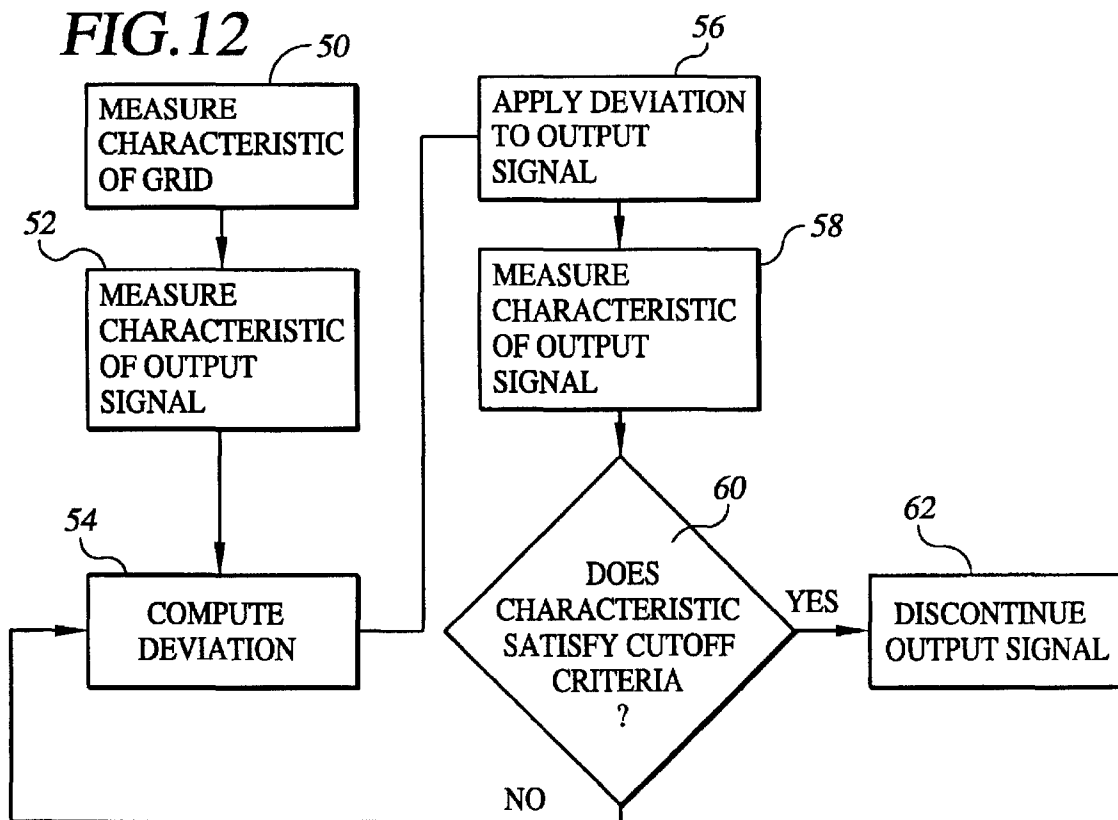 FIG.12
50
MEASURE
CHARACTERISTIC
OF GRID
52
MEASURE
CHARACTERISTIC
OF OUTPUT
SIGNAL
54
COMPUTE
DEVIATION
56
APPLY DEVIATION
TO OUTPUT
SIGNAL
58
MEASURE
CHARACTERISTIC
OF OUTPUT
SIGNAL
60
DOES
CHARACTERISTIC
SATISFY CUTOFF
CRITERIA
?
YES
NO
62
DISCONTINUE
OUTPUT SIGNAL